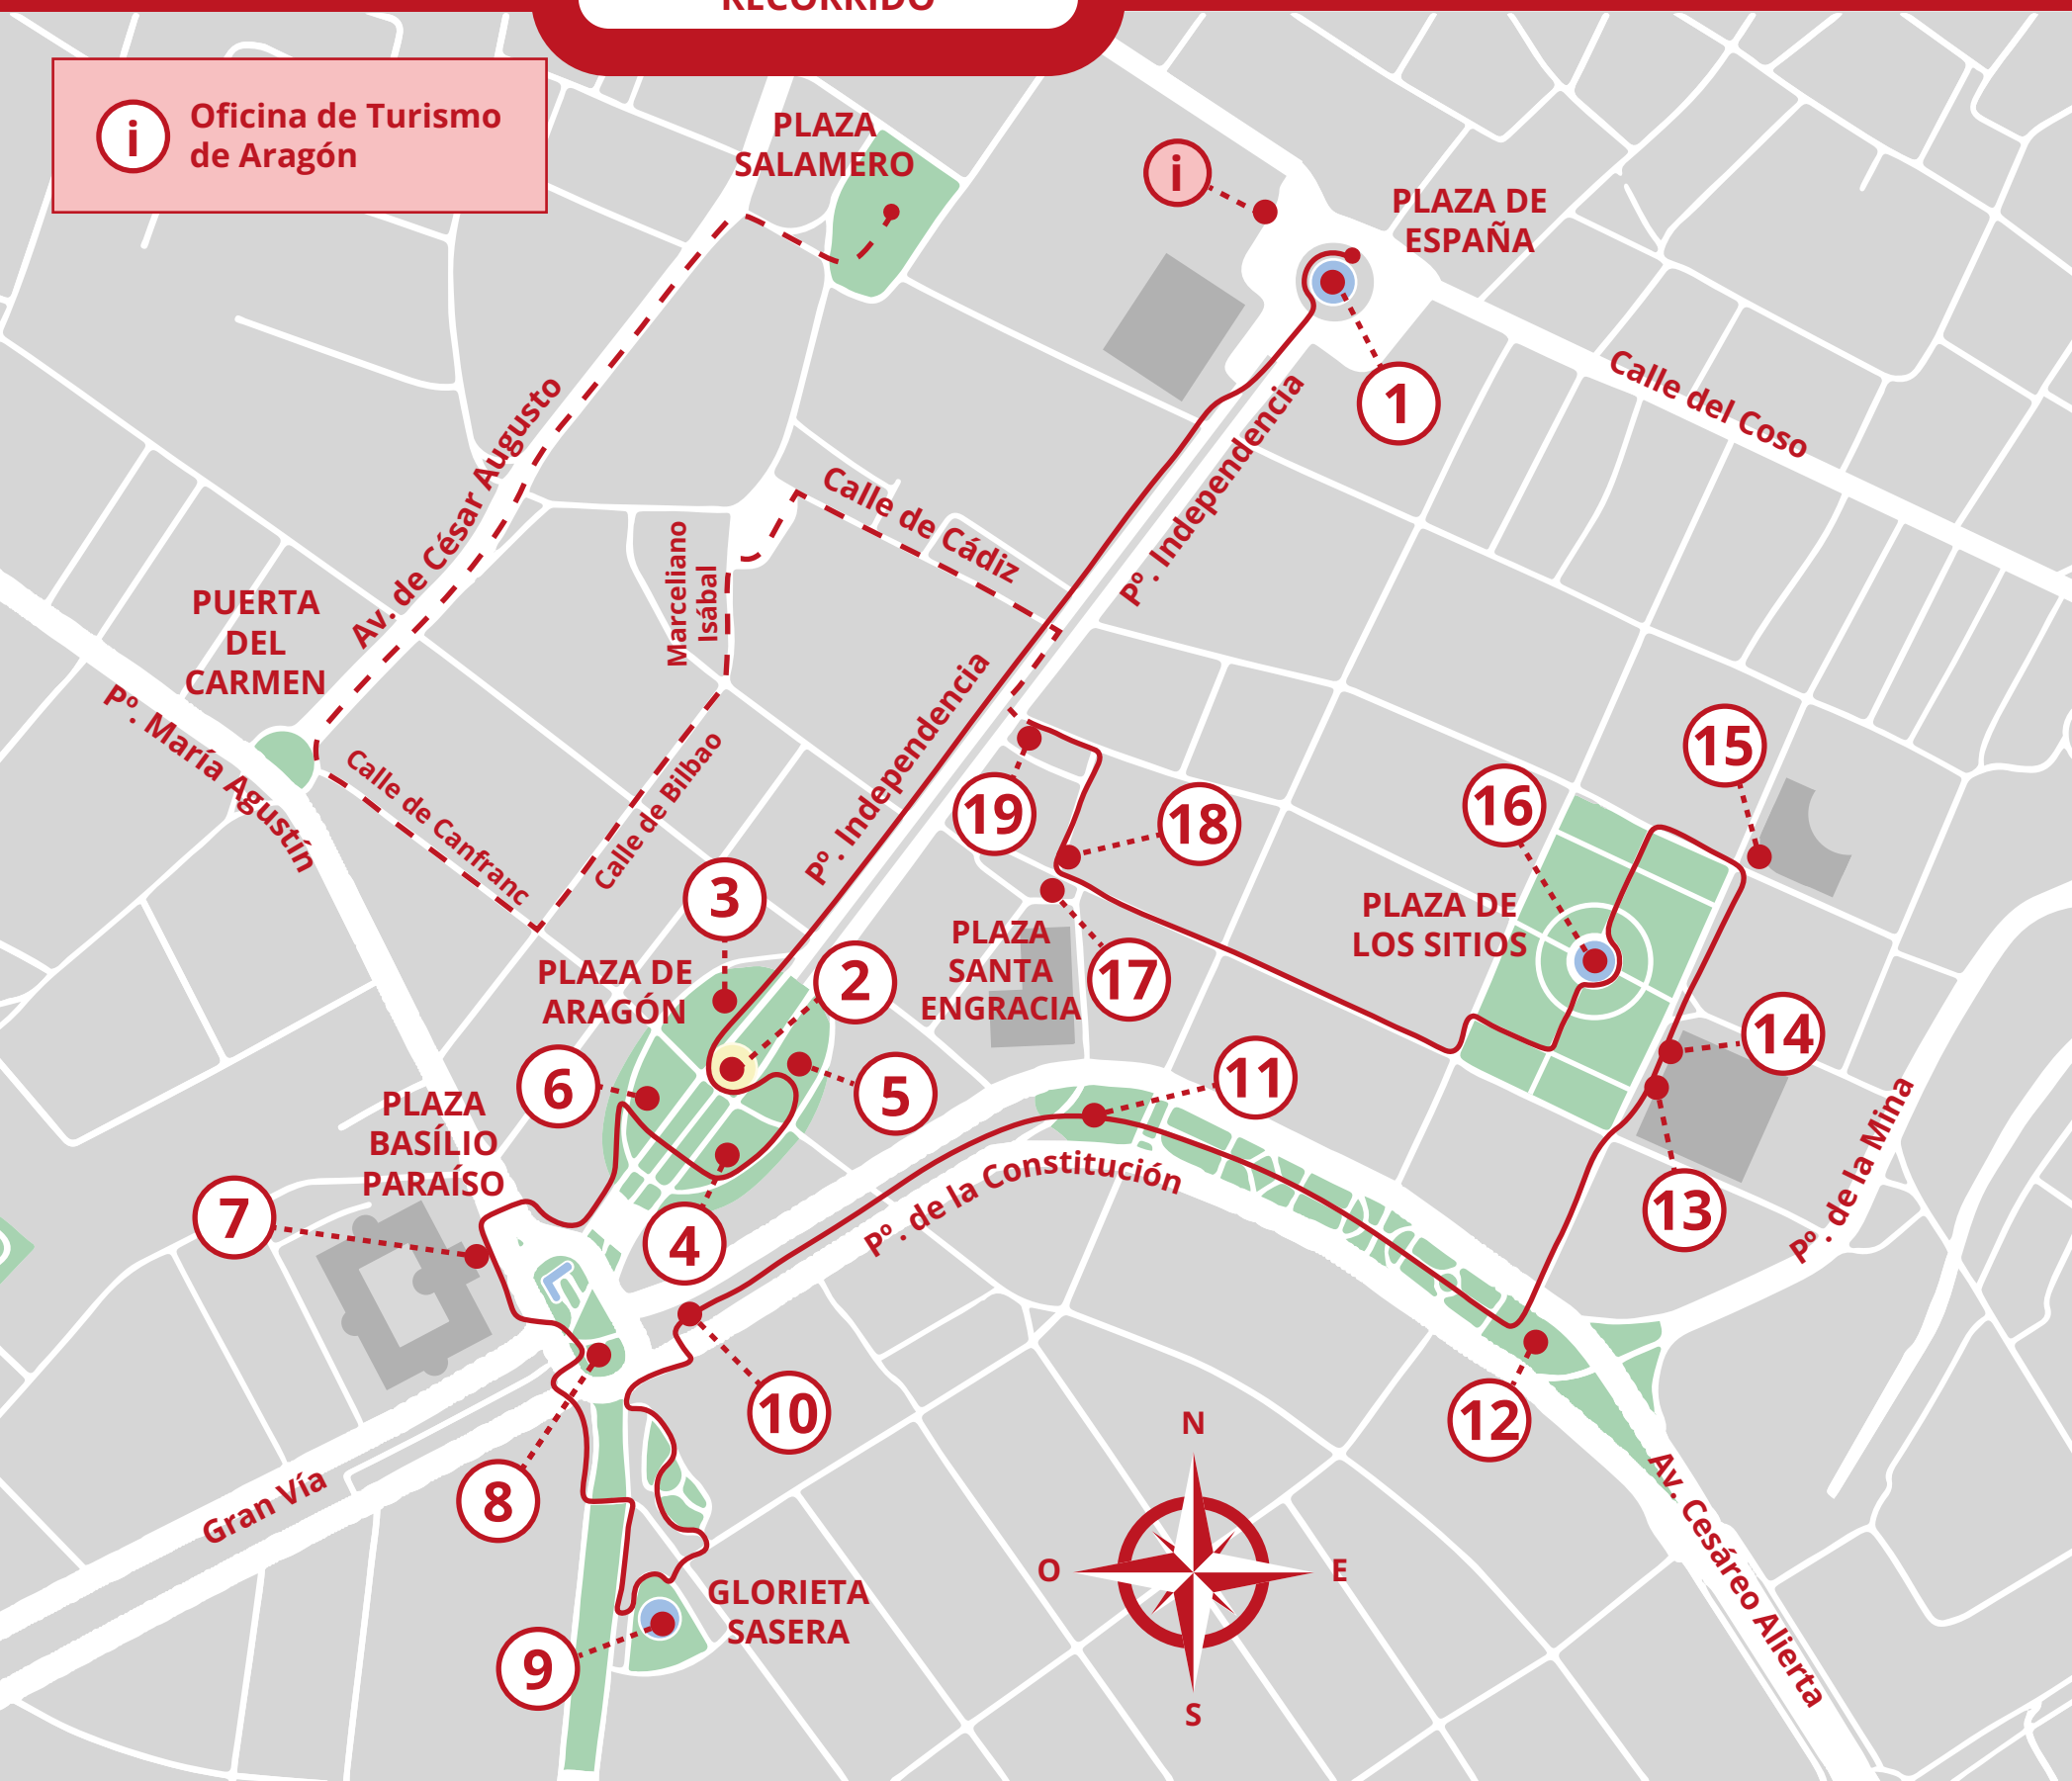 RECORRIDO
i
Oficina de Turismo
de Aragón
PLAZA
SALAMERO
i
PLAZA DE
ESPAÑA
1
Calle del Coso
Pº. Independencia
Av. de César Augusto
Calle de Cádiz
Marceliano
Isábal
PUERTA
DEL
CARMEN
Pº. María Agustín
Calle de Canfranc
Calle de Bilbao
Pº. Independencia
15
16
19
18
3
PLAZA DE
LOS SITIOS
PLAZA
SANTA
ENGRACIA
17
2
PLAZA DE
ARAGÓN
14
6
5
11
PLAZA
BASÍLIO
PARAÍSO
Pº. de la Mina
7
4
13
Pº. de la Constitución
10
12
8
Gran Vía
N
O
E
S
Av. Cesáreo Alierta
GLORIETA
SASERA
9